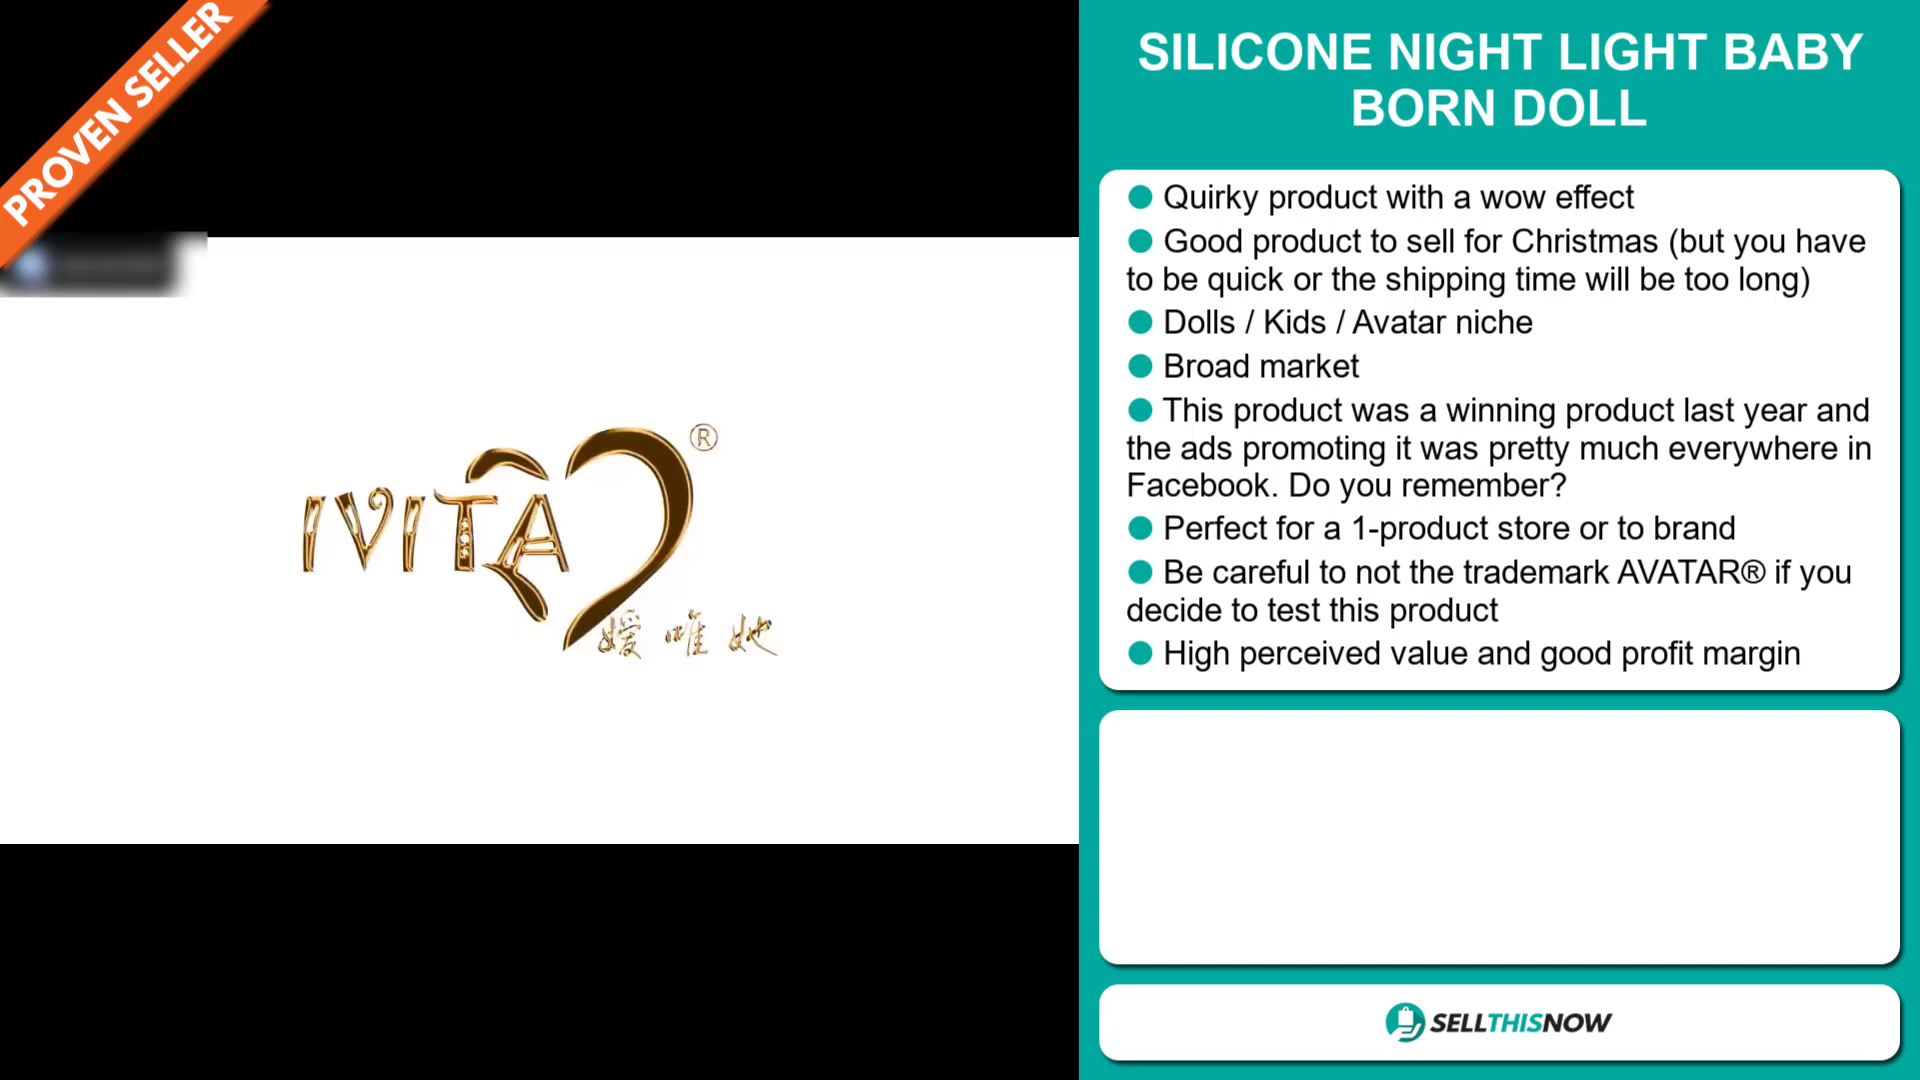 PROVEN SELLER
IVITA
®
媛唯她
SILICONE NIGHT LIGHT BABY
BORN DOLL
● Quirky product with a wow effect
● Good product to sell for Christmas (but you have
to be quick or the shipping time will be too long)
● Dolls / Kids / Avatar niche
● Broad market
● This product was a winning product last year and
the ads promoting it was pretty much everywhere in
Facebook. Do you remember?
● Perfect for a 1-product store or to brand
● Be careful to not the trademark AVATAR® if you
decide to test this product
● High perceived value and good profit margin
SELLTHISNOW